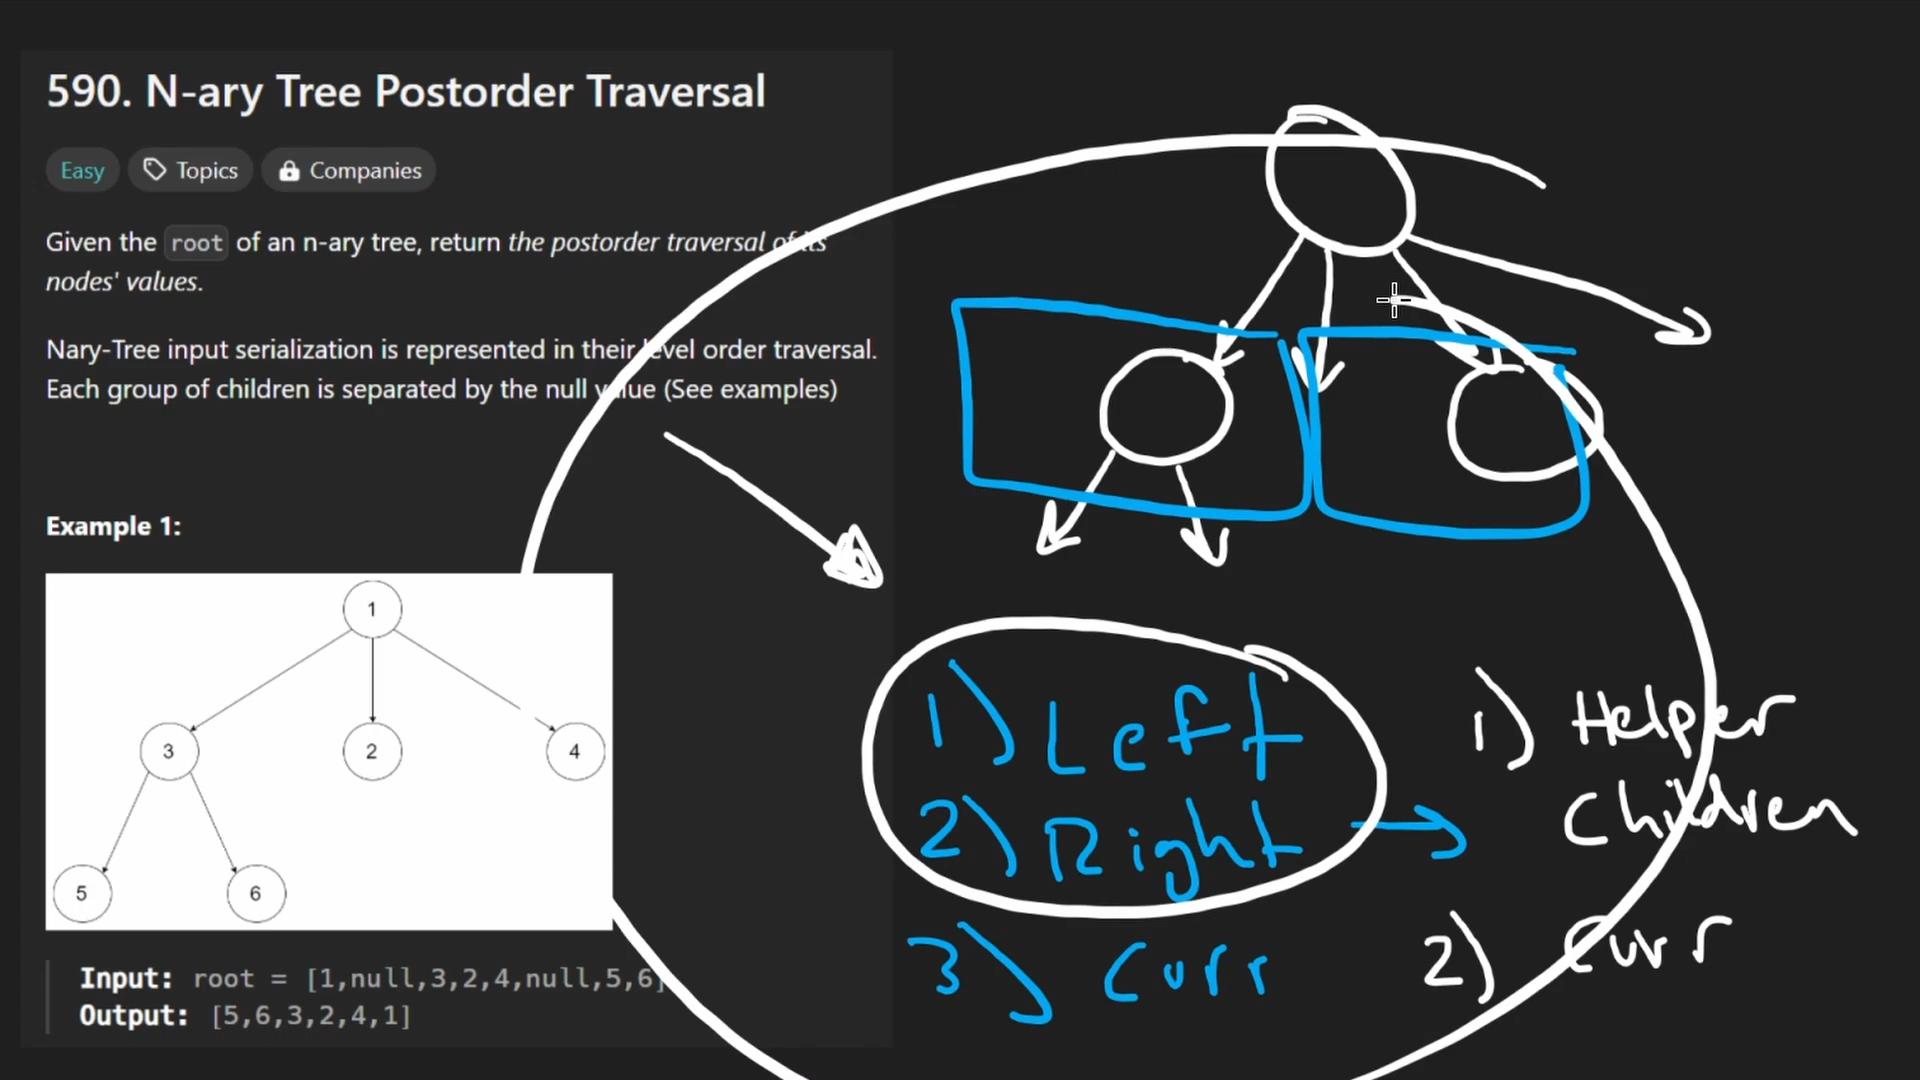 590. N-ary Tree Postorder Traversal
Easy Topics Companies
Given the root of an n-ary tree, return the postorder traversal of its
nodes' values.
Nary-Tree input serialization is represented in their level order traversal.
Each group of children is separated by the null value (See examples)
Example 1:
1
3 2 4
5 6
Input: root = [1,null,3,2,4,null,5,6]
Output: [5,6,3,2,4,1]
1) Left
2) Right
3) Curr
1) Helper
Children
2) Curr